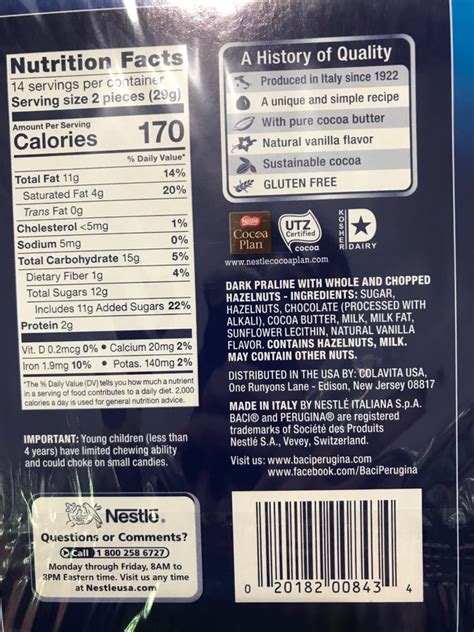 Nutrition Facts
14 servings per container
Serving size 2 pieces (29g)
Amount Per Serving
Calories 170
% Daily Value*
Total Fat 11g 14%
Saturated Fat 4g 20%
Trans Fat 0g
Cholesterol <5mg 1%
Sodium 5mg 0%
Total Carbohydrate 15g 5%
Dietary Fiber 1g 4%
Total Sugars 12g
Includes 11g Added Sugars 22%
Protein 2g
Vit. D 0.2mcg 0% • Calcium 20mg 2%
Iron 1.9mg 10% • Potas. 140mg 2%
*The % Daily Value (DV) tells you how much a nutrient
in a serving of food contributes to a daily diet. 2,000
calories a day is used for general nutrition advice.
IMPORTANT: Young children (less than
4 years) have limited chewing ability
and could choke on small candies.
Nestlé®
Questions or Comments?
Call 1 800 258 6727
Monday through Friday, 8AM to
8PM Eastern time. Visit us any time
at Nestleusa.com
A History of Quality
Produced in Italy since 1922
A unique and simple recipe
With pure cocoa butter
Natural vanilla flavor
Sustainable cocoa
GLUTEN FREE
Nestlé
Cocoa
Plan
UTZ
Certified
cocoa
KOSHER
DAIRY
www.nestlecocoaplan.com
DARK PRALINE WITH WHOLE AND CHOPPED
HAZELNUTS - INGREDIENTS: SUGAR,
HAZELNUTS, CHOCOLATE (PROCESSED WITH
ALKALI), COCOA BUTTER, MILK, MILK FAT,
SUNFLOWER LECITHIN, NATURAL VANILLA
FLAVOR. CONTAINS HAZELNUTS, MILK.
MAY CONTAIN OTHER NUTS.
DISTRIBUTED IN THE USA BY: COLAVITA USA,
One Runyons Lane - Edison, New Jersey 08817
MADE IN ITALY BY NESTLÉ ITALIANA S.p.A.
BACI® and PERUGINA® are registered
trademarks of Société des Produits
Nestlé S.A., Vevey, Switzerland.
Visit us: www.baciperugina.com
www.facebook.com/BaciPerugina
0 20182 00843 4